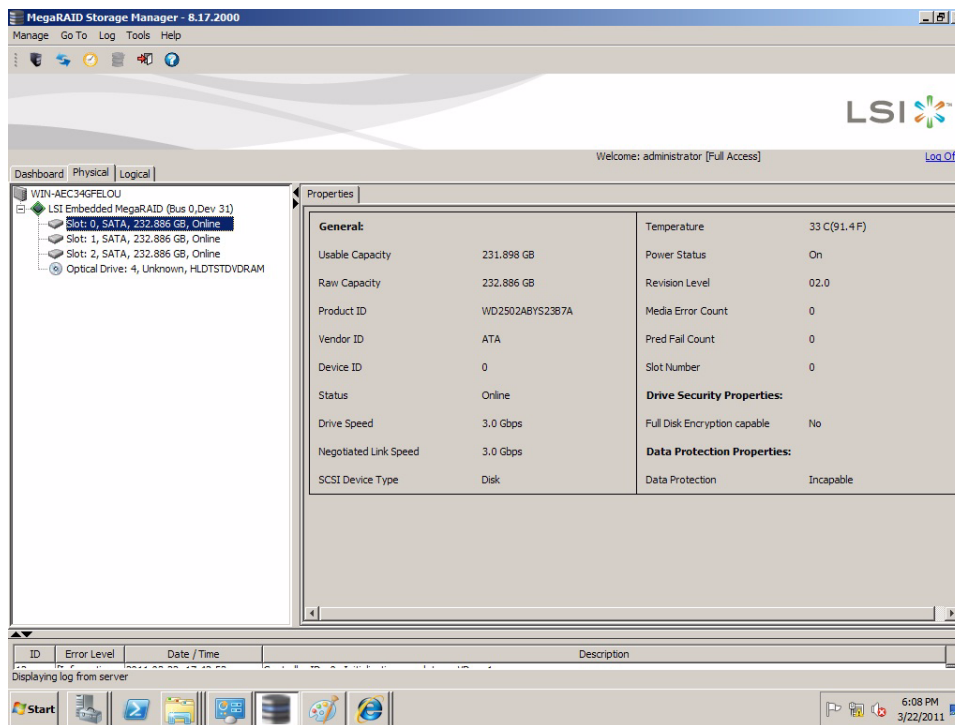 MegaRAID Storage Manager - 8.17.2000
Manage Go To Log Tools Help
LSI
Welcome: administrator [Full Access]
Log Of
Dashboard Physical Logical
WIN-AEC34GFELOU
LSI Embedded MegaRAID (Bus 0,Dev 31)
Slot: 0, SATA, 232.886 GB, Online
Slot: 1, SATA, 232.886 GB, Online
Slot: 2, SATA, 232.886 GB, Online
Optical Drive: 4, Unknown, HLDTSTDVDRAM
Properties
General:
Usable Capacity 231.898 GB
Raw Capacity 232.886 GB
Product ID WD2502ABYS23B7A
Vendor ID ATA
Device ID 0
Status Online
Drive Speed 3.0 Gbps
Negotiated Link Speed 3.0 Gbps
SCSI Device Type Disk
Temperature 33 C(91.4 F)
Power Status On
Revision Level 02.0
Media Error Count 0
Pred Fail Count 0
Slot Number 0
Drive Security Properties:
Full Disk Encryption capable No
Data Protection Properties:
Data Protection Incapable
ID Error Level Date / Time Description
Displaying log from server
Start
6:08 PM
3/22/2011